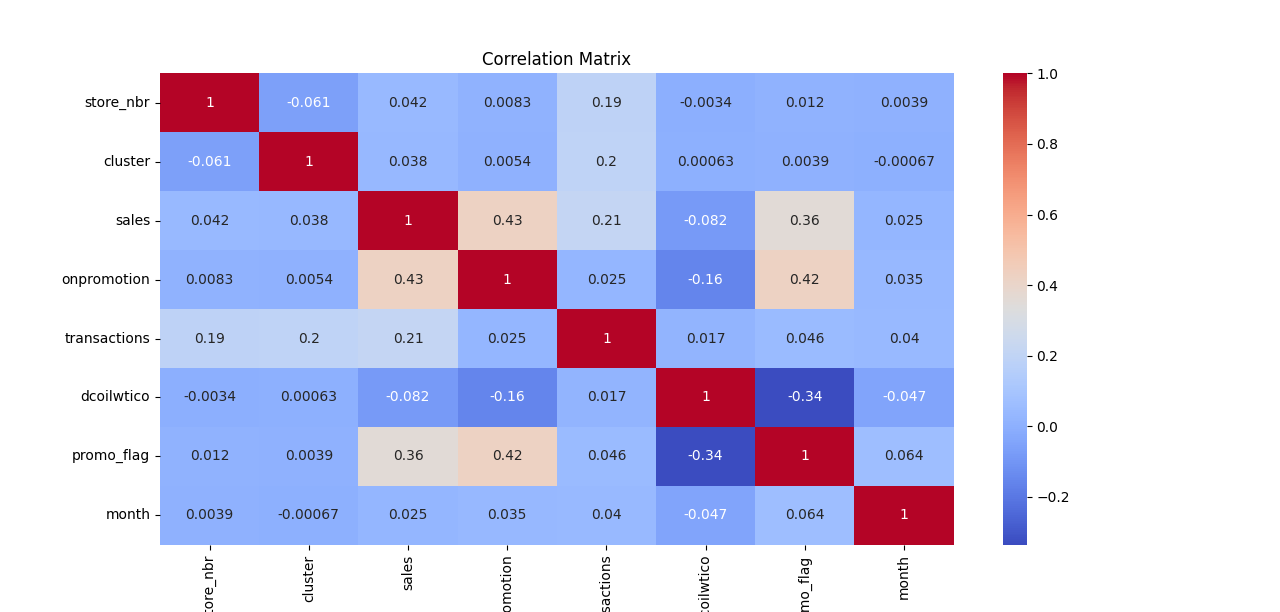 Correlation Matrix
store_nbr 1 -0.061 0.042 0.0083 0.19 -0.0034 0.012 0.0039
cluster -0.061 1 0.038 0.0054 0.2 0.00063 0.0039 -0.00067
sales 0.042 0.038 1 0.43 0.21 -0.082 0.36 0.025
onpromotion 0.0083 0.0054 0.43 1 0.025 -0.16 0.42 0.035
transactions 0.19 0.2 0.21 0.025 1 0.017 0.046 0.04
dcoilwtico -0.0034 0.00063 -0.082 -0.16 0.017 1 -0.34 -0.047
promo_flag 0.012 0.0039 0.36 0.42 0.046 -0.34 1 0.064
month 0.0039 -0.00067 0.025 0.035 0.04 -0.047 0.064 1
tore_nbr
cluster
sales
omotion
sactions
coilwtico
mo_flag
month
1.0
0.8
0.6
0.4
0.2
0.0
−0.2